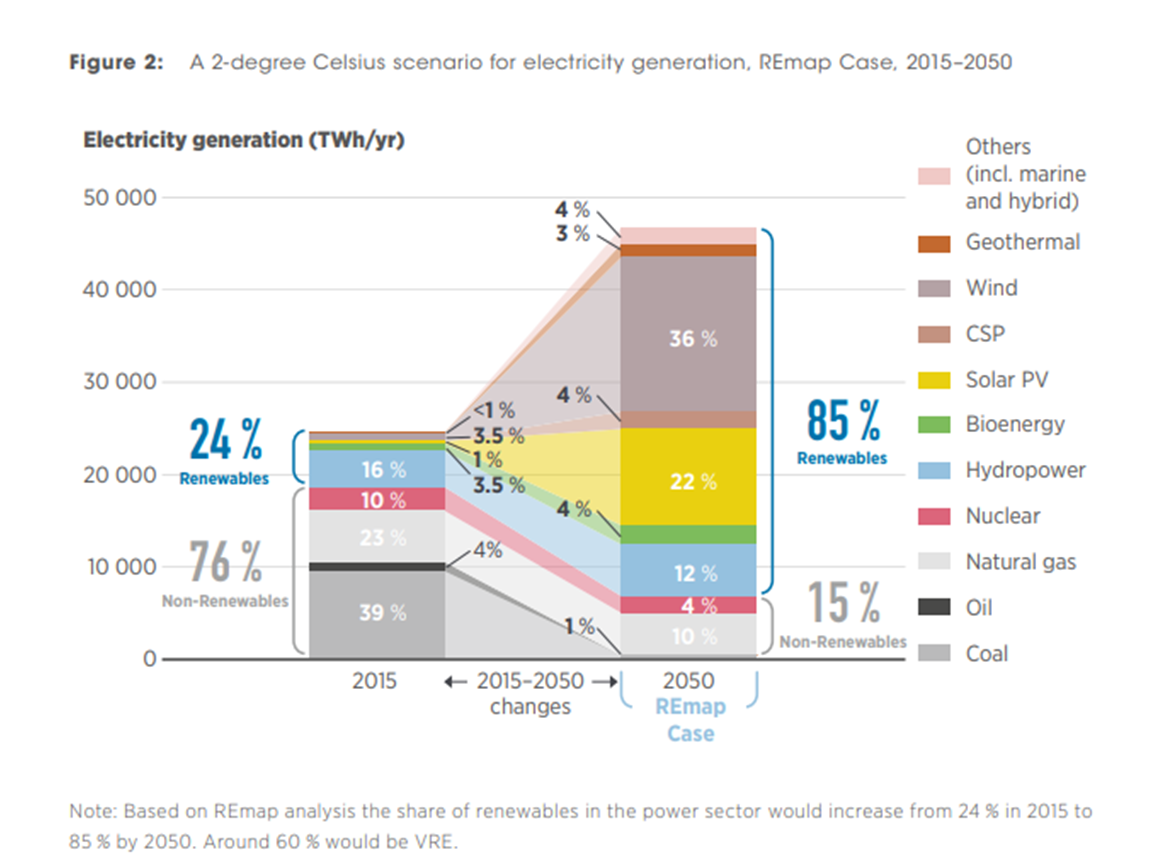 Figure 2: A 2-degree Celsius scenario for electricity generation, REmap Case, 2015–2050
Electricity generation (TWh/yr)
50 000
40 000
30 000
20 000
10 000
0
24 %
Renewables
76 %
Non-Renewables
16 %
10 %
23 %
39 %
<1 %
3.5 %
1 %
3.5 %
4%
4 %
3 %
4 %
4 %
1 %
36 %
22 %
12 %
4 %
10 %
85 %
Renewables
15 %
Non-Renewables
2015
2015–2050
changes
2050
REmap
Case
Others
(incl. marine
and hybrid)
Geothermal
Wind
CSP
Solar PV
Bioenergy
Hydropower
Nuclear
Natural gas
Oil
Coal
Note: Based on REmap analysis the share of renewables in the power sector would increase from 24 % in 2015 to
85 % by 2050. Around 60 % would be VRE.